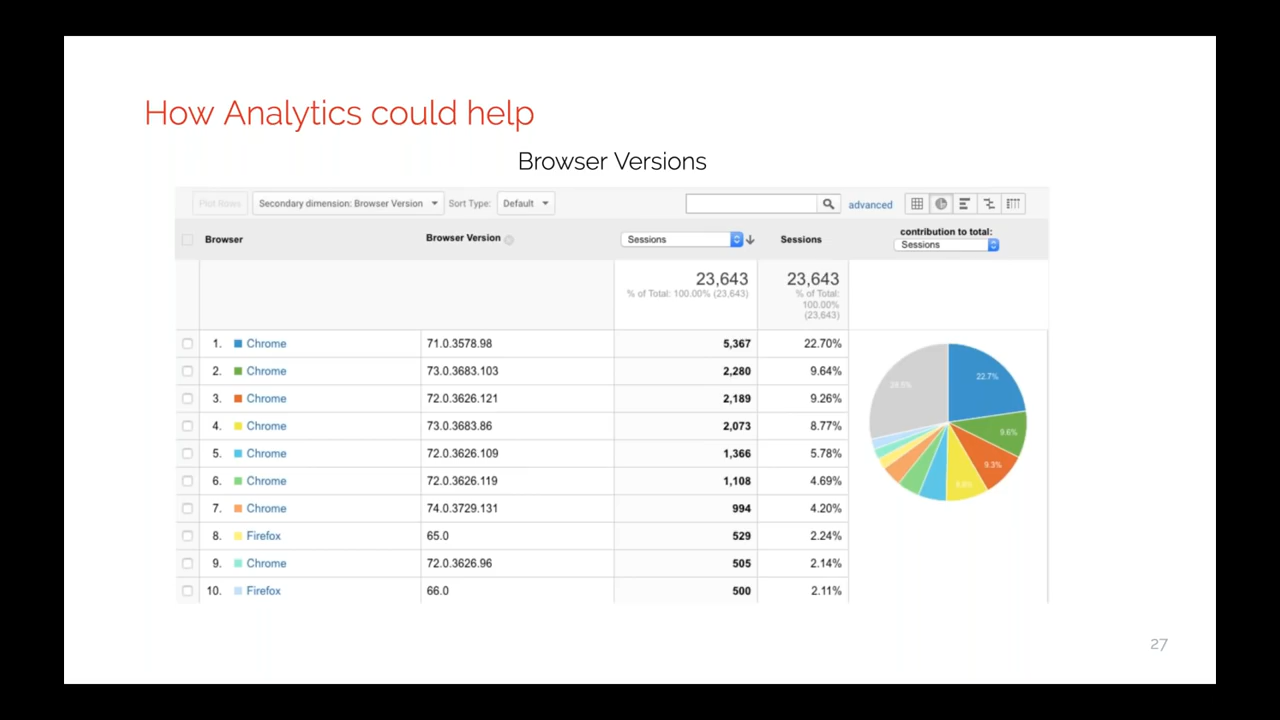 How Analytics could help
Browser Versions
Plot Rows Secondary dimension: Browser Version Sort Type: Default advanced
Browser Browser Version Sessions Sessions contribution to total: Sessions
23,643 % of Total: 100.00% (23,643) 23,643 % of Total: 100.00% (23,643)
1. Chrome 71.0.3578.98 5,367 22.70%
2. Chrome 73.0.3683.103 2,280 9.64%
3. Chrome 72.0.3626.121 2,189 9.26%
4. Chrome 73.0.3683.86 2,073 8.77%
5. Chrome 72.0.3626.109 1,366 5.78%
6. Chrome 72.0.3626.119 1,108 4.69%
7. Chrome 74.0.3729.131 994 4.20%
8. Firefox 65.0 529 2.24%
9. Chrome 72.0.3626.96 505 2.14%
10. Firefox 66.0 500 2.11%
22.7%
9.6%
9.3%
27